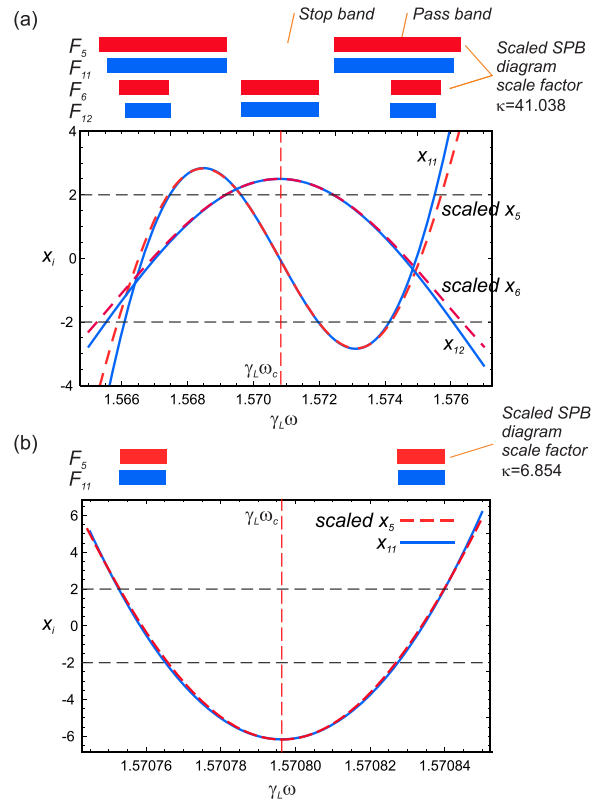 (a)
Stop band
Pass band
F5
F11
F6
F12
Scaled SPB
diagram
scale factor
κ=41.038
4
2
0
-2
-4
xi
x11
scaled x5
scaled x6
x12
γLωc
1.566
1.568
1.570
1.572
1.574
1.576
γLω
(b)
F5
F11
Scaled SPB
diagram
scale factor
κ=6.854
6
4
2
0
-2
-4
-6
xi
γLωc
scaled x5
x11
1.57076
1.57078
1.57080
1.57082
1.57084
γLω